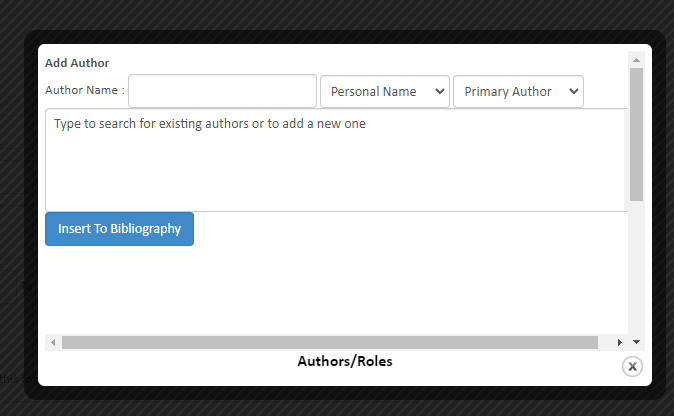 Add Author
Author Name : Personal Name Primary Author
Type to search for existing authors or to add a new one
Insert To Bibliography
Authors/Roles